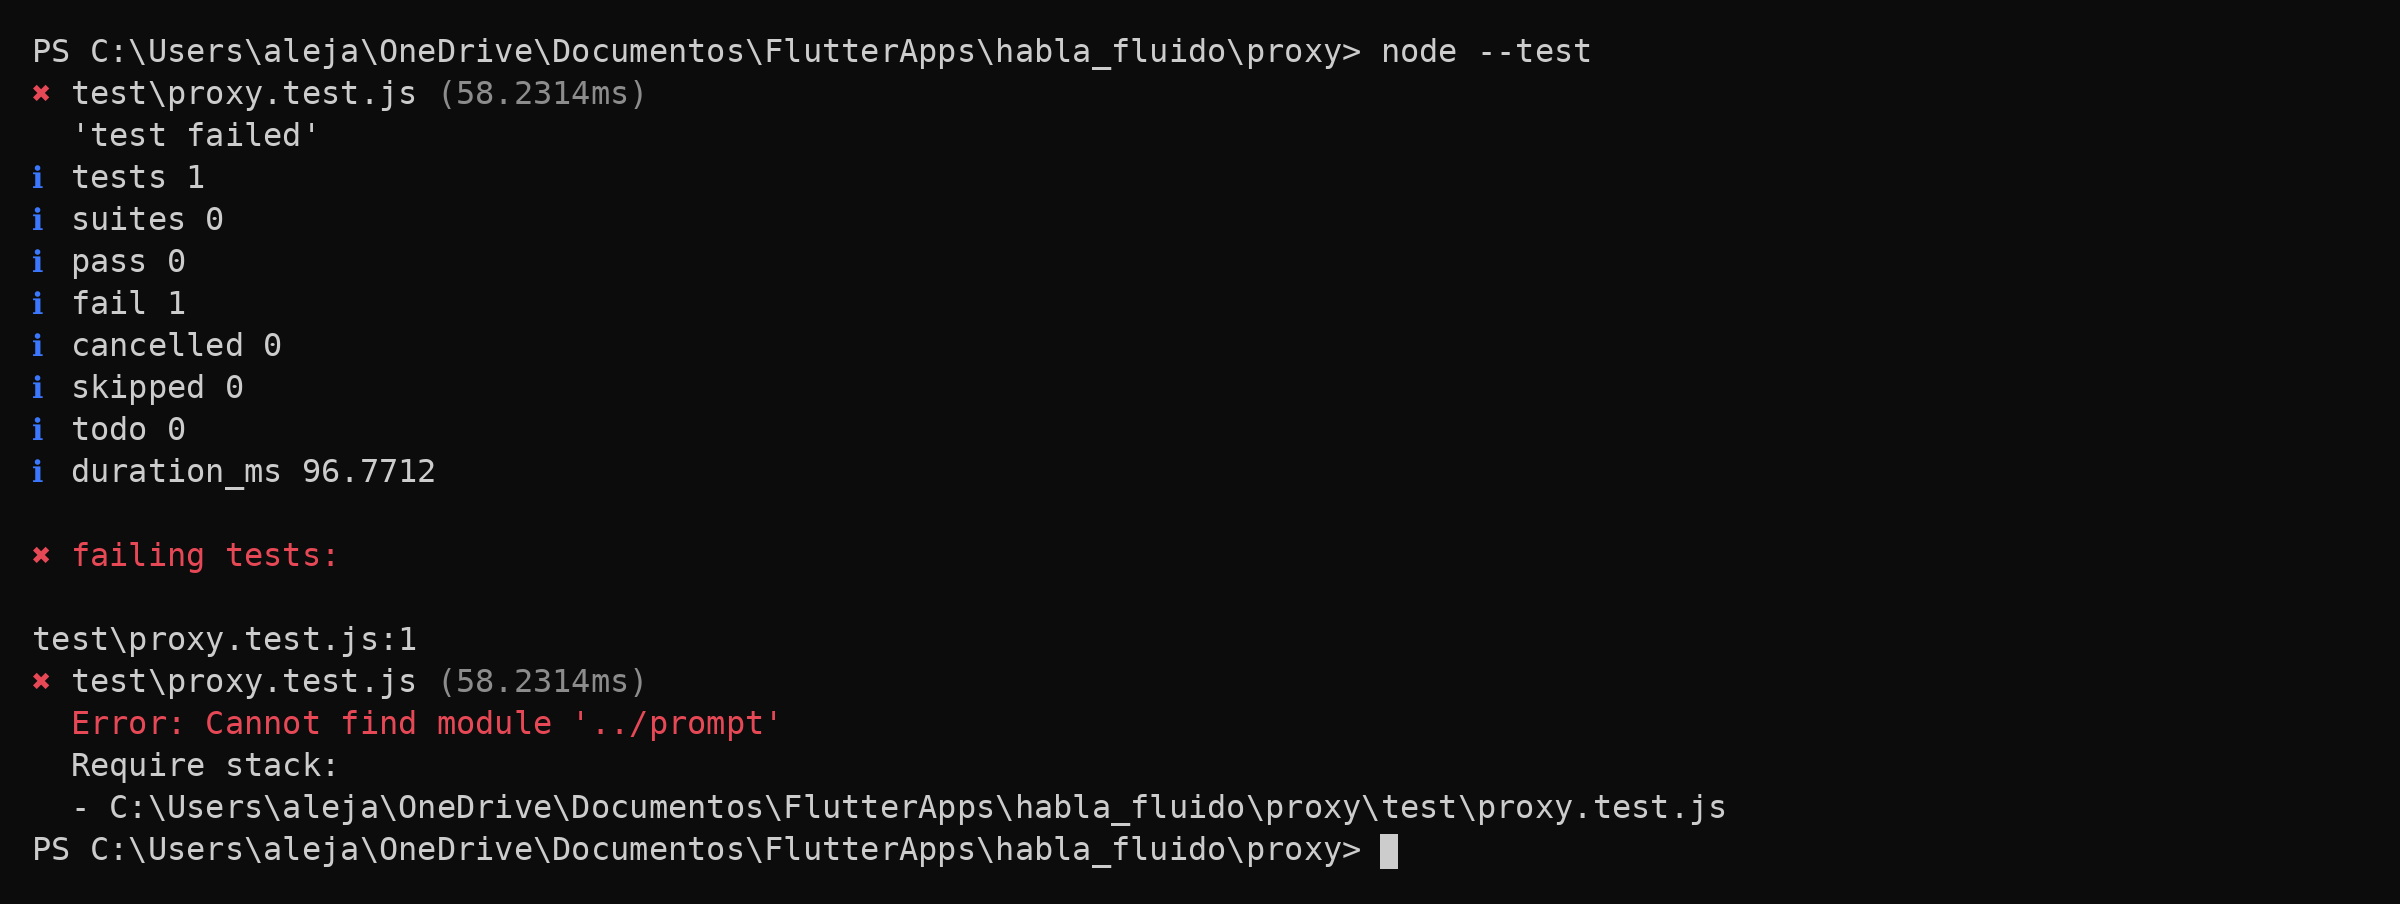 PS C:\Users\aleja\OneDrive\Documentos\FlutterApps\habla_fluido\proxy> node --test
✖ test\proxy.test.js (58.2314ms)
  'test failed'
ℹ tests 1
ℹ suites 0
ℹ pass 0
ℹ fail 1
ℹ cancelled 0
ℹ skipped 0
ℹ todo 0
ℹ duration_ms 96.7712

✖ failing tests:

test\proxy.test.js:1
✖ test\proxy.test.js (58.2314ms)
  Error: Cannot find module '../prompt'
  Require stack:
  - C:\Users\aleja\OneDrive\Documentos\FlutterApps\habla_fluido\proxy\test\proxy.test.js
PS C:\Users\aleja\OneDrive\Documentos\FlutterApps\habla_fluido\proxy>